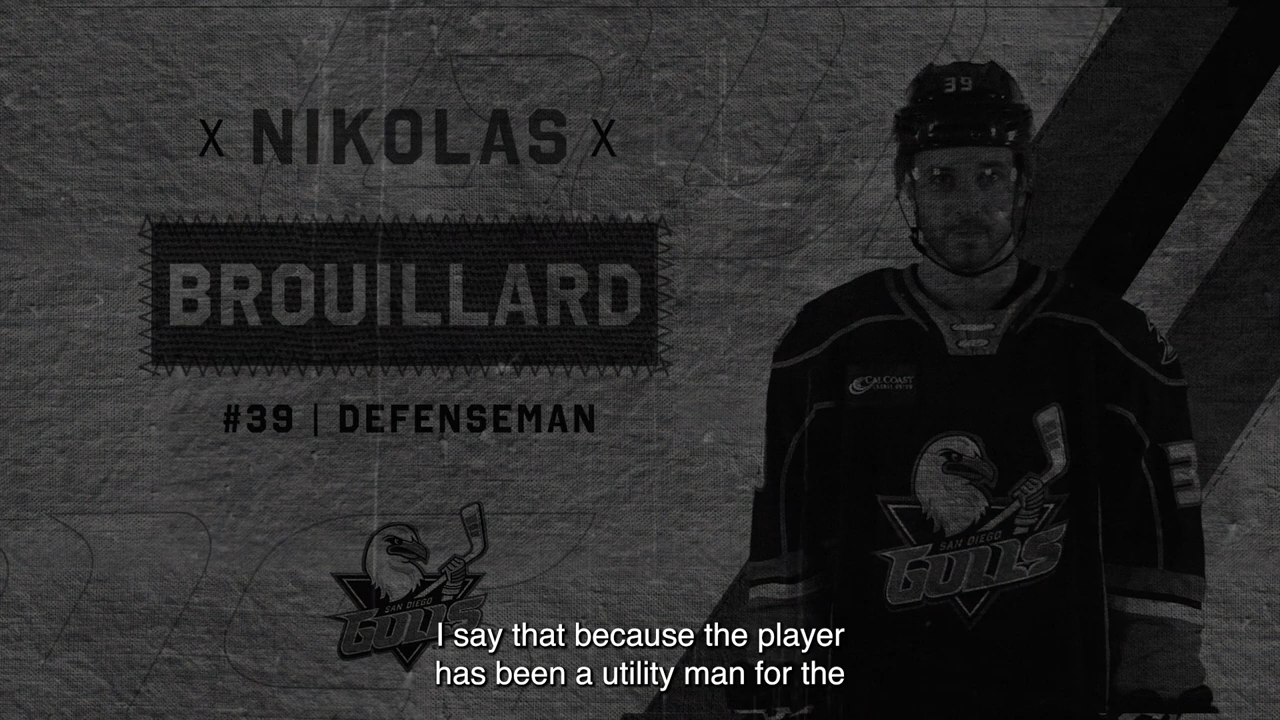 X NIKOLAS X
BROUILLARD
#39 | DEFENSEMAN
SAN DIEGO
GULLS
39
CALCOAST
SAN DIEGO
GULLS
I say that because the player
has been a utility man for the